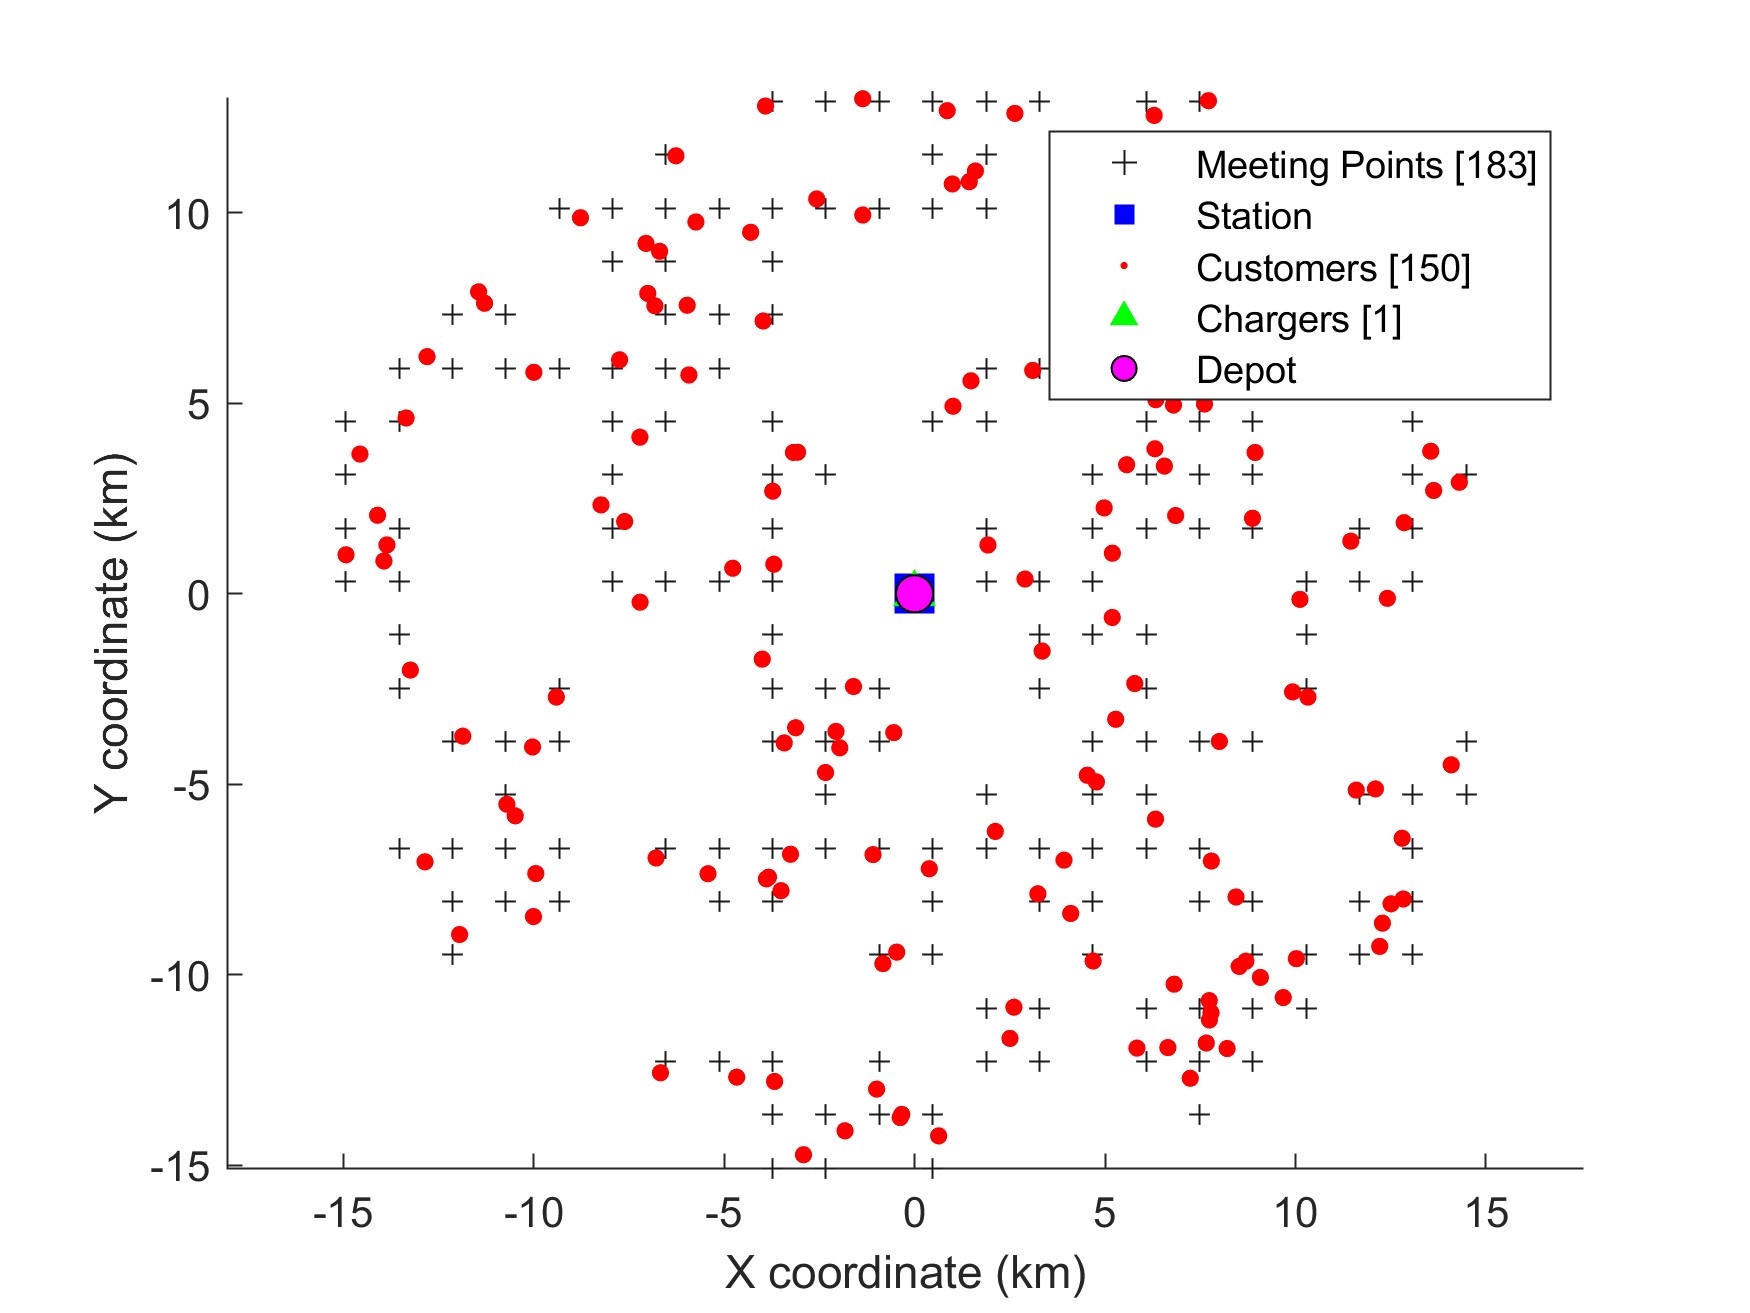 Meeting Points [183]
Station
Customers [150]
Chargers [1]
Depot
10
5
0
-5
-10
-15
Y coordinate (km)
-15 -10 -5 0 5 10 15
X coordinate (km)